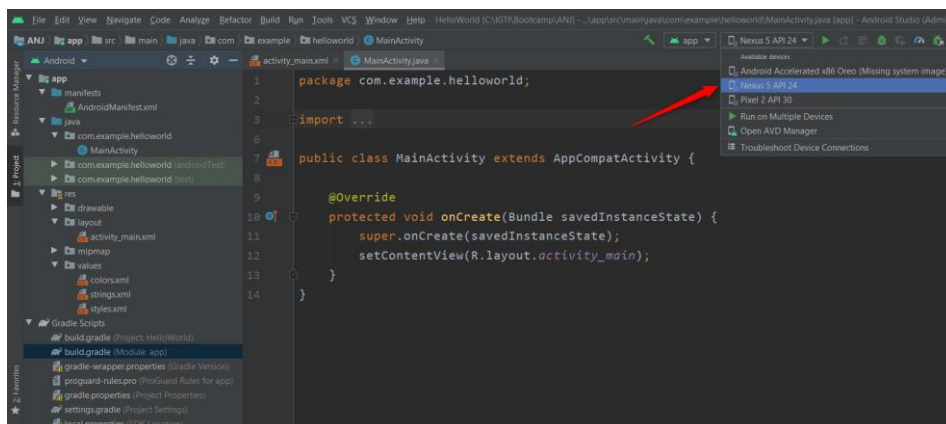 File Edit View Navigate Code Analyze Refactor Build Run Tools VCS Window Help HelloWorld [C:\IGTI\Bootcamp\ANJ] - ...\app\src\main\java\com\example\helloworld\MainActivity.java [app] - Android Studio (Admi
ANJ app src main java com example helloworld MainActivity app Nexus 5 API 24
Android activity_main.xml MainActivity.java Available devices
Android Accelerated x86 Oreo (Missing system image
Nexus 5 API 24
Pixel 2 API 30
Run on Multiple Devices
Open AVD Manager
Troubleshoot Device Connections
Resource Manager
1: Project
2: Favorites
app
manifests
AndroidManifest.xml
java
com.example.helloworld
MainActivity
com.example.helloworld (androidTest)
com.example.helloworld (test)
res
drawable
layout
activity_main.xml
mipmap
values
colors.xml
strings.xml
styles.xml
Gradle Scripts
build.gradle (Project: HelloWorld)
build.gradle (Module: app)
gradle-wrapper.properties (Gradle Version)
proguard-rules.pro (ProGuard Rules for app)
gradle.properties (Project Properties)
settings.gradle (Project Settings)
1 package com.example.helloworld;
2
3 import ...
6
7 public class MainActivity extends AppCompatActivity {
8
9 @Override
10 protected void onCreate(Bundle savedInstanceState) {
11 super.onCreate(savedInstanceState);
12 setContentView(R.layout.activity_main);
13 }
14 }